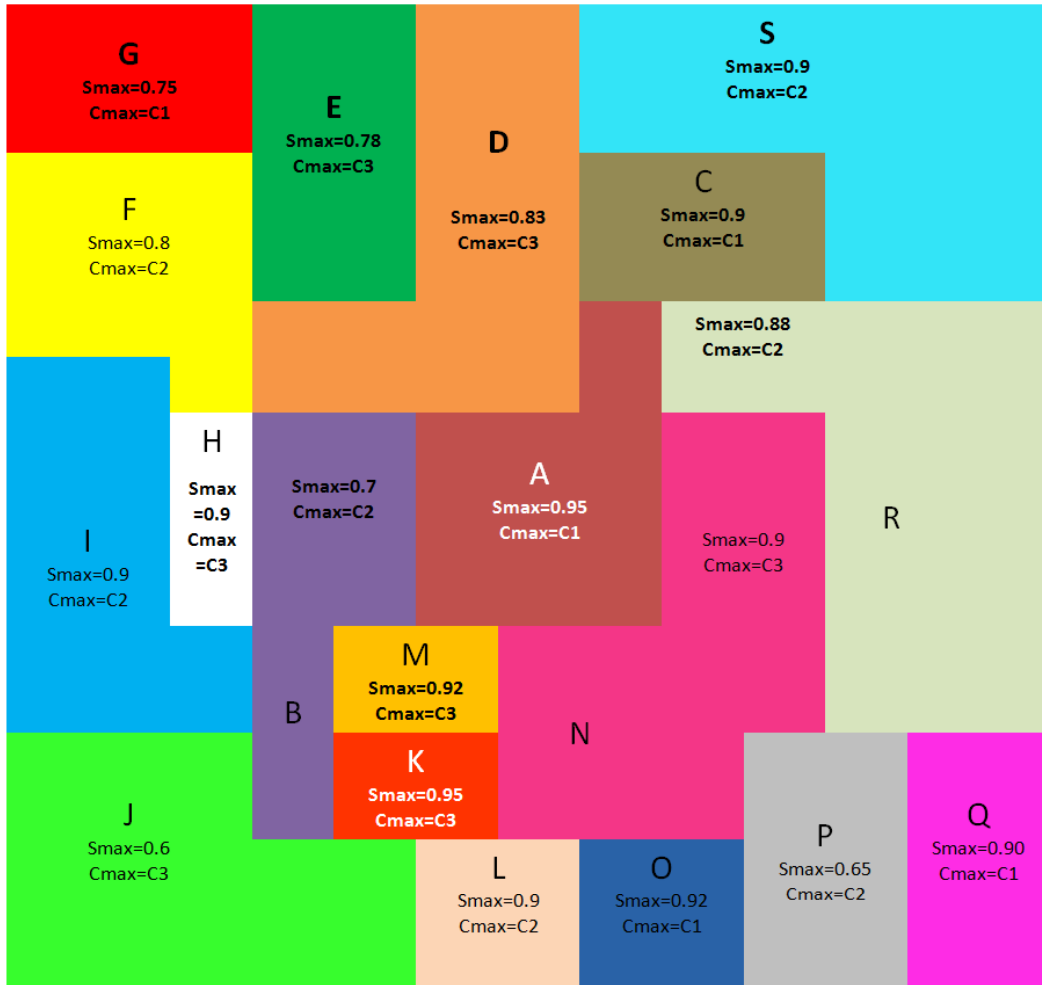 G
Smax=0.75
Cmax=C1
E
Smax=0.78
Cmax=C3
D
Smax=0.83
Cmax=C3
S
Smax=0.9
Cmax=C2
F
Smax=0.8
Cmax=C2
C
Smax=0.9
Cmax=C1
Smax=0.88
Cmax=C2
R
I
Smax=0.9
Cmax=C2
H
Smax
=0.9
Cmax
=C3
Smax=0.7
Cmax=C2
B
A
Smax=0.95
Cmax=C1
Smax=0.9
Cmax=C3
N
M
Smax=0.92
Cmax=C3
K
Smax=0.95
Cmax=C3
J
Smax=0.6
Cmax=C3
L
Smax=0.9
Cmax=C2
O
Smax=0.92
Cmax=C1
P
Smax=0.65
Cmax=C2
Q
Smax=0.90
Cmax=C1